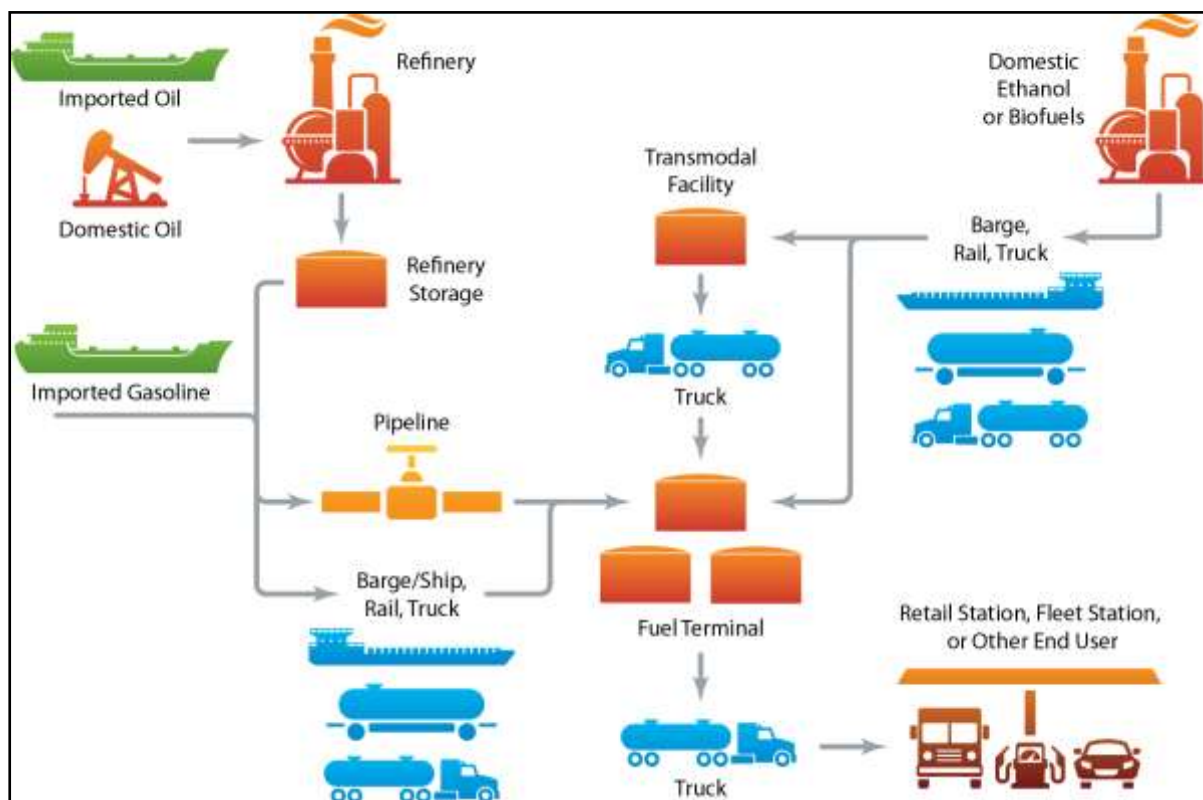 Imported Oil
Domestic Oil
Refinery
Refinery
Storage
Imported Gasoline
Pipeline
Barge/Ship,
Rail, Truck
Transmodal
Facility
Truck
Fuel Terminal
Truck
Domestic
Ethanol
or Biofuels
Barge,
Rail, Truck
Retail Station, Fleet Station,
or Other End User